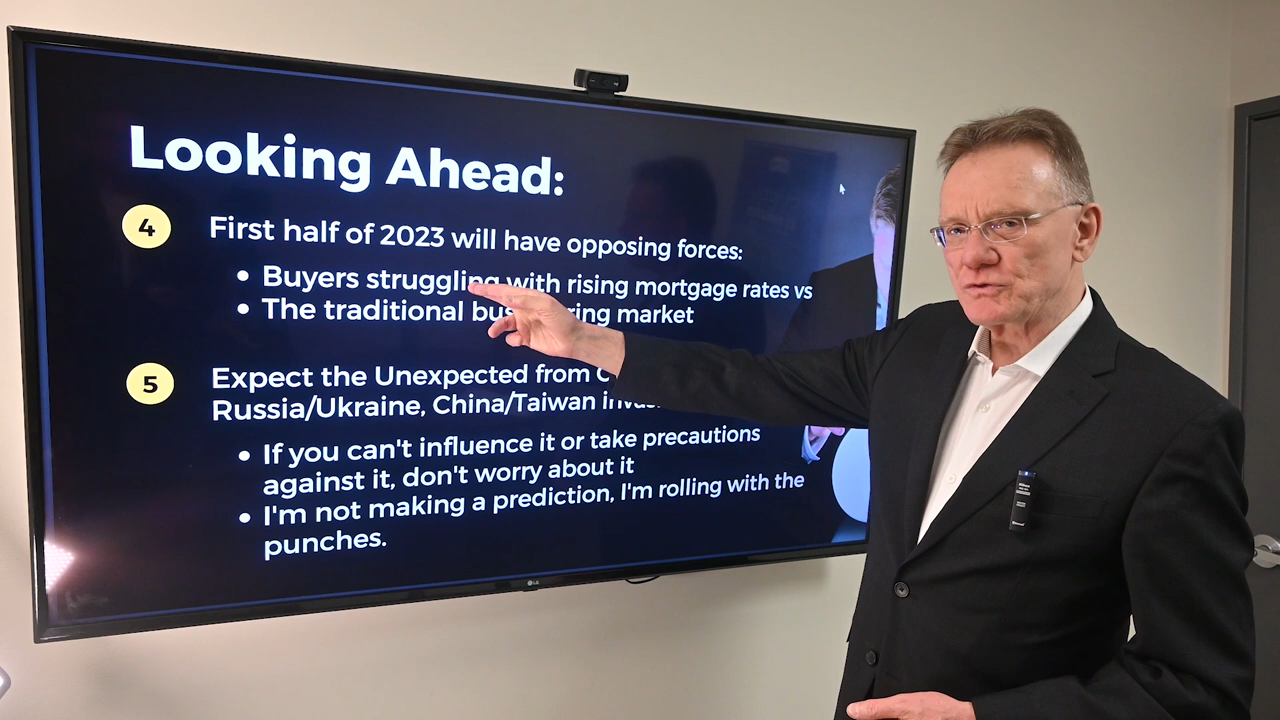 Looking Ahead:
4
First half of 2023 will have opposing forces:
• Buyers struggling with rising mortgage rates vs
• The traditional market
5
Expect the Unexpected from
Russia/Ukraine, China/Taiwan
• If you can't influence it or take precautions
against it, don't worry about it
• I'm not making a prediction, I'm rolling with the
punches.
LG